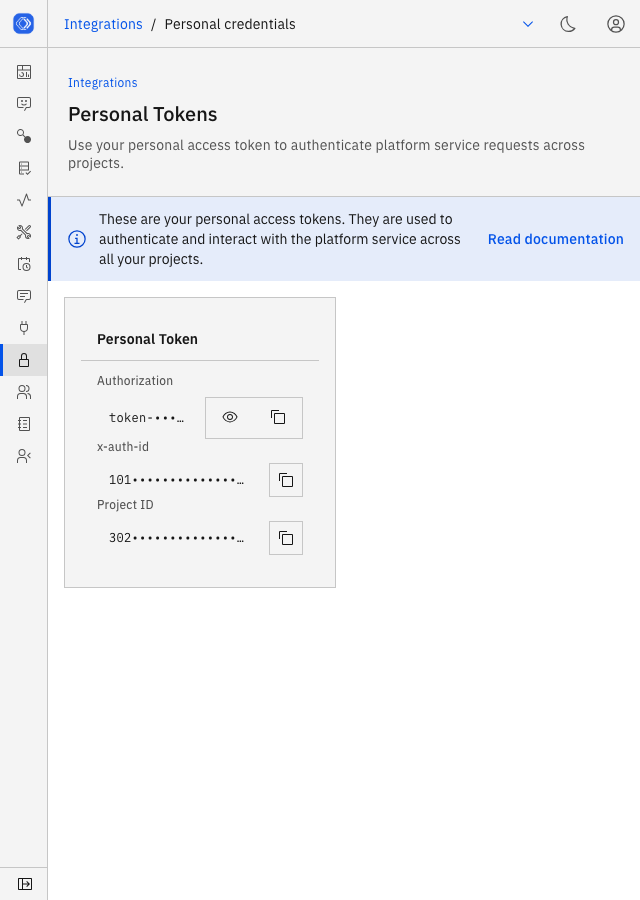 Integrations / Personal credentials
Integrations
Personal Tokens
Use your personal access token to authenticate platform service requests across
projects.
These are your personal access tokens. They are used to
authenticate and interact with the platform service across
all your projects.
Read documentation
Personal Token
Authorization
token-•••…
x-auth-id
101••••••••••••••…
Project ID
302••••••••••••••…